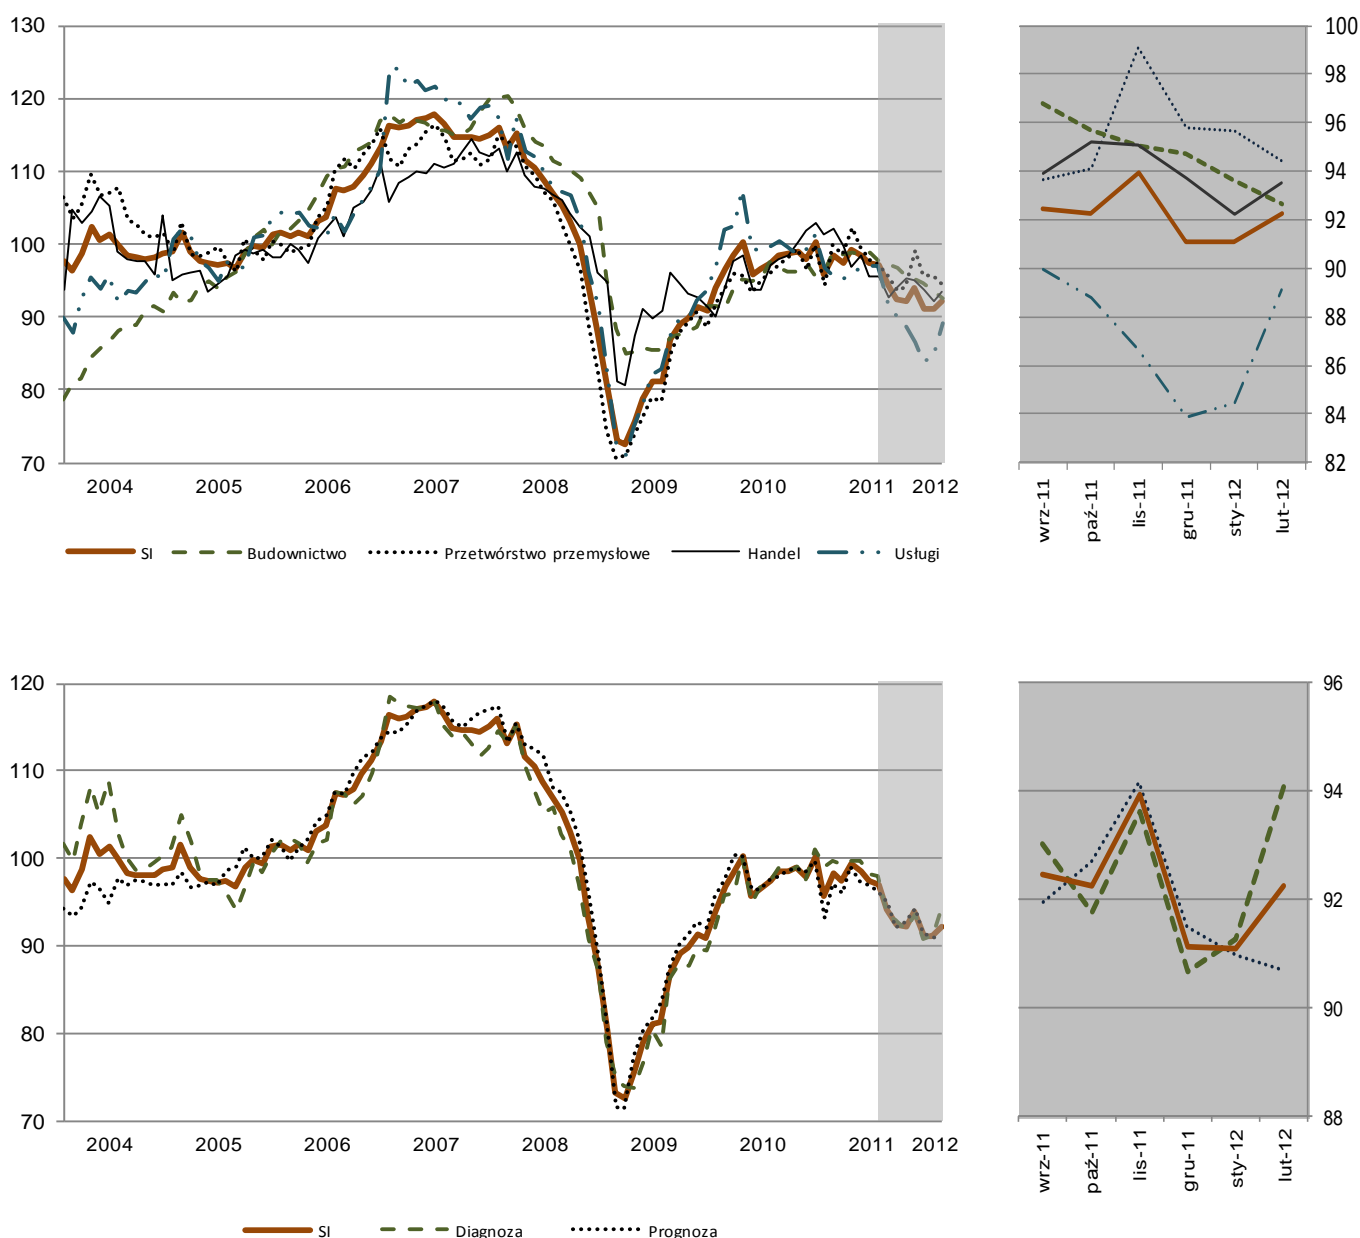 130
120
110
100
90
80
70
2004 2005 2006 2007 2008 2009 2010 2011 2012
SI Budownictwo Przetwórstwo przemysłowe Handel Usługi
100
98
96
94
92
90
88
86
84
82
wrz-11
paź-11
lis-11
gru-11
sty-12
lut-12
120
110
100
90
80
70
2004 2005 2006 2007 2008 2009 2010 2011 2012
SI Diagnoza Prognoza
96
94
92
90
88
wrz-11
paź-11
lis-11
gru-11
sty-12
lut-12